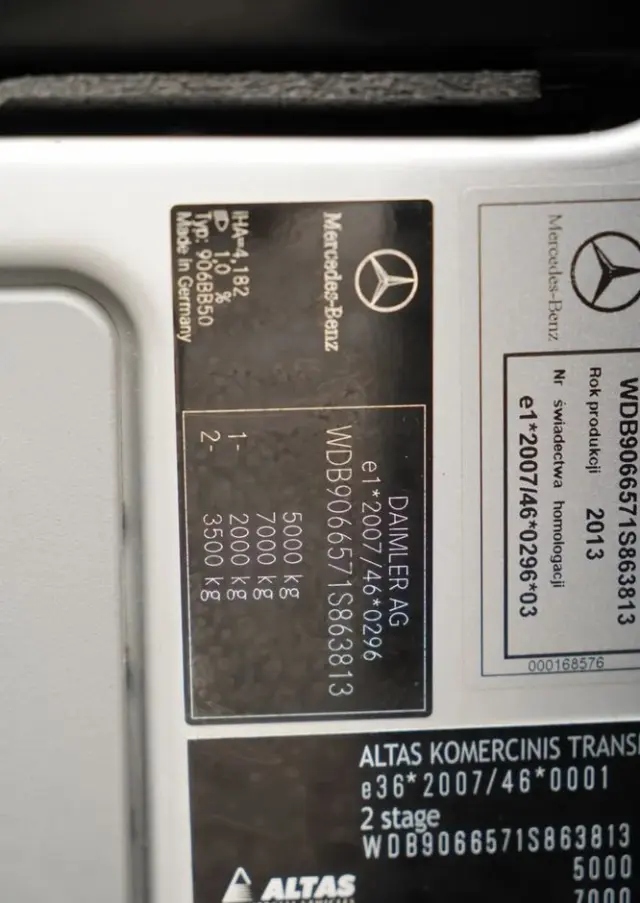 Mercedes-Benz
IHA=4,182
1,0 %
Typ: 906BB50
Made in Germany
DAIMLER AG
e1*2007/46*0296
WDB9066571S863813
5000 kg
7000 kg
1- 2000 kg
2- 3500 kg
Mercedes-Benz
WDB9066571S863813
Rok produkcji 2013
Nr świadectwa homologacji
e1*2007/46*0296*03
000168576
ALTAS KOMERCINIS
e36*2007/46*0001
2 stage
WDB9066571S863813
5000
7000
ALTAS